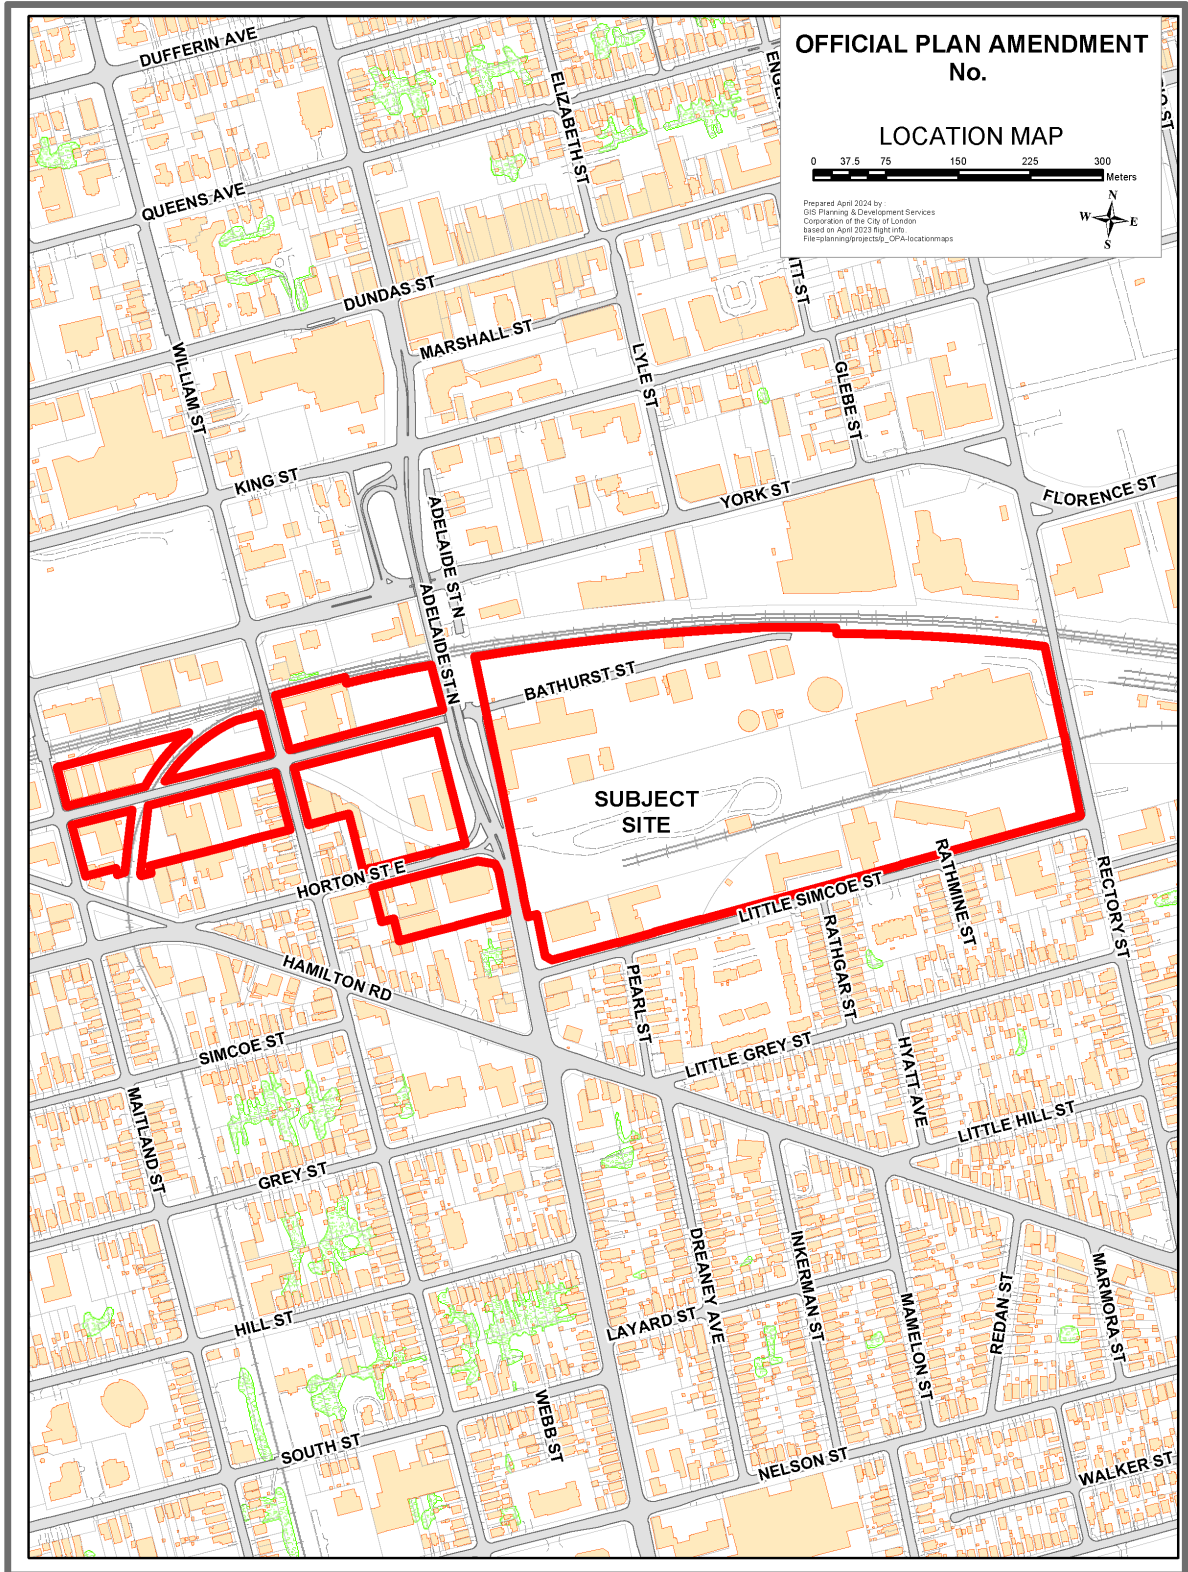 OFFICIAL PLAN AMENDMENT
No.
LOCATION MAP
0 37.5 75 150 225 300
Meters
Prepared April 2024 by :
GIS Planning & Development Services
Corporation of the City of London
based on April 2023 flight info.
File=planning/projects/p_OPA-locationmaps
N
W E
S
DUFFERIN AVE
ELIZABETH ST
QUEENS AVE
DUNDAS ST
MARSHALL ST
WILLIAM ST
LYLE ST
GLEBE ST
KING ST
YORK ST
FLORENCE ST
ADELAIDE ST N
ADELAIDE ST N
BATHURST ST
SUBJECT
SITE
HORTON ST E
LITTLE SIMCOE ST
RATHMINE ST
RECTORY ST
RATHGAR ST
HAMILTON RD
PEARL ST
SIMCOE ST
LITTLE GREY ST
HYATT AVE
LITTLE HILL ST
MAITLAND ST
GREY ST
DREANEY AVE
INKERMAN ST
MAMELON ST
REDAN ST
MARMORA ST
HILL ST
LAYARD ST
WEBB ST
SOUTH ST
NELSON ST
WALKER ST